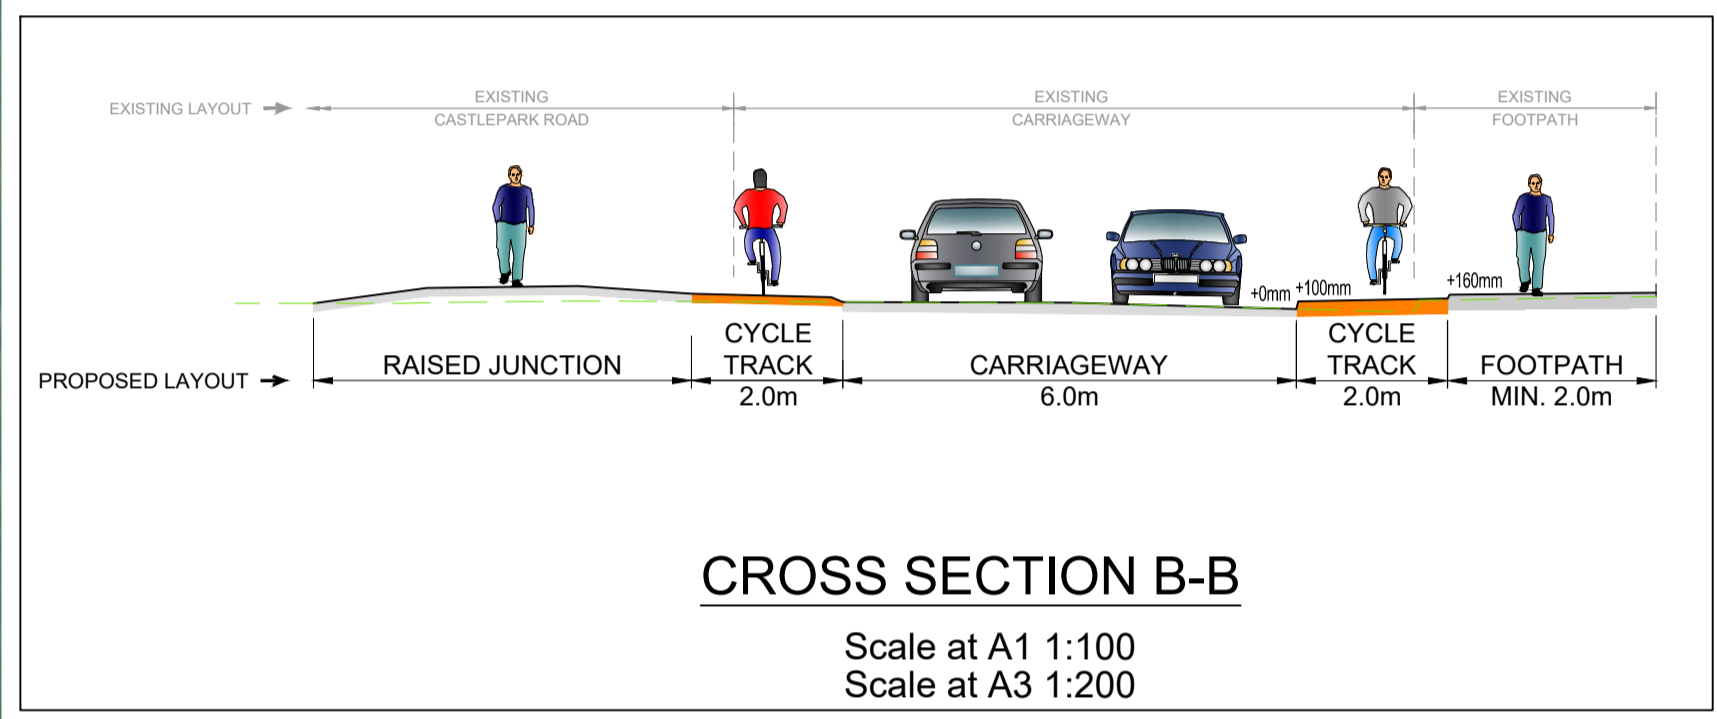 EXISTING LAYOUT
EXISTING
CASTLEPARK ROAD
EXISTING
CARRIAGEWAY
EXISTING
FOOTPATH
+0mm
+100mm
+160mm
PROPOSED LAYOUT
RAISED JUNCTION
CYCLE
TRACK
2.0m
CARRIAGEWAY
6.0m
CYCLE
TRACK
2.0m
FOOTPATH
MIN. 2.0m
CROSS SECTION B-B
Scale at A1 1:100
Scale at A3 1:200